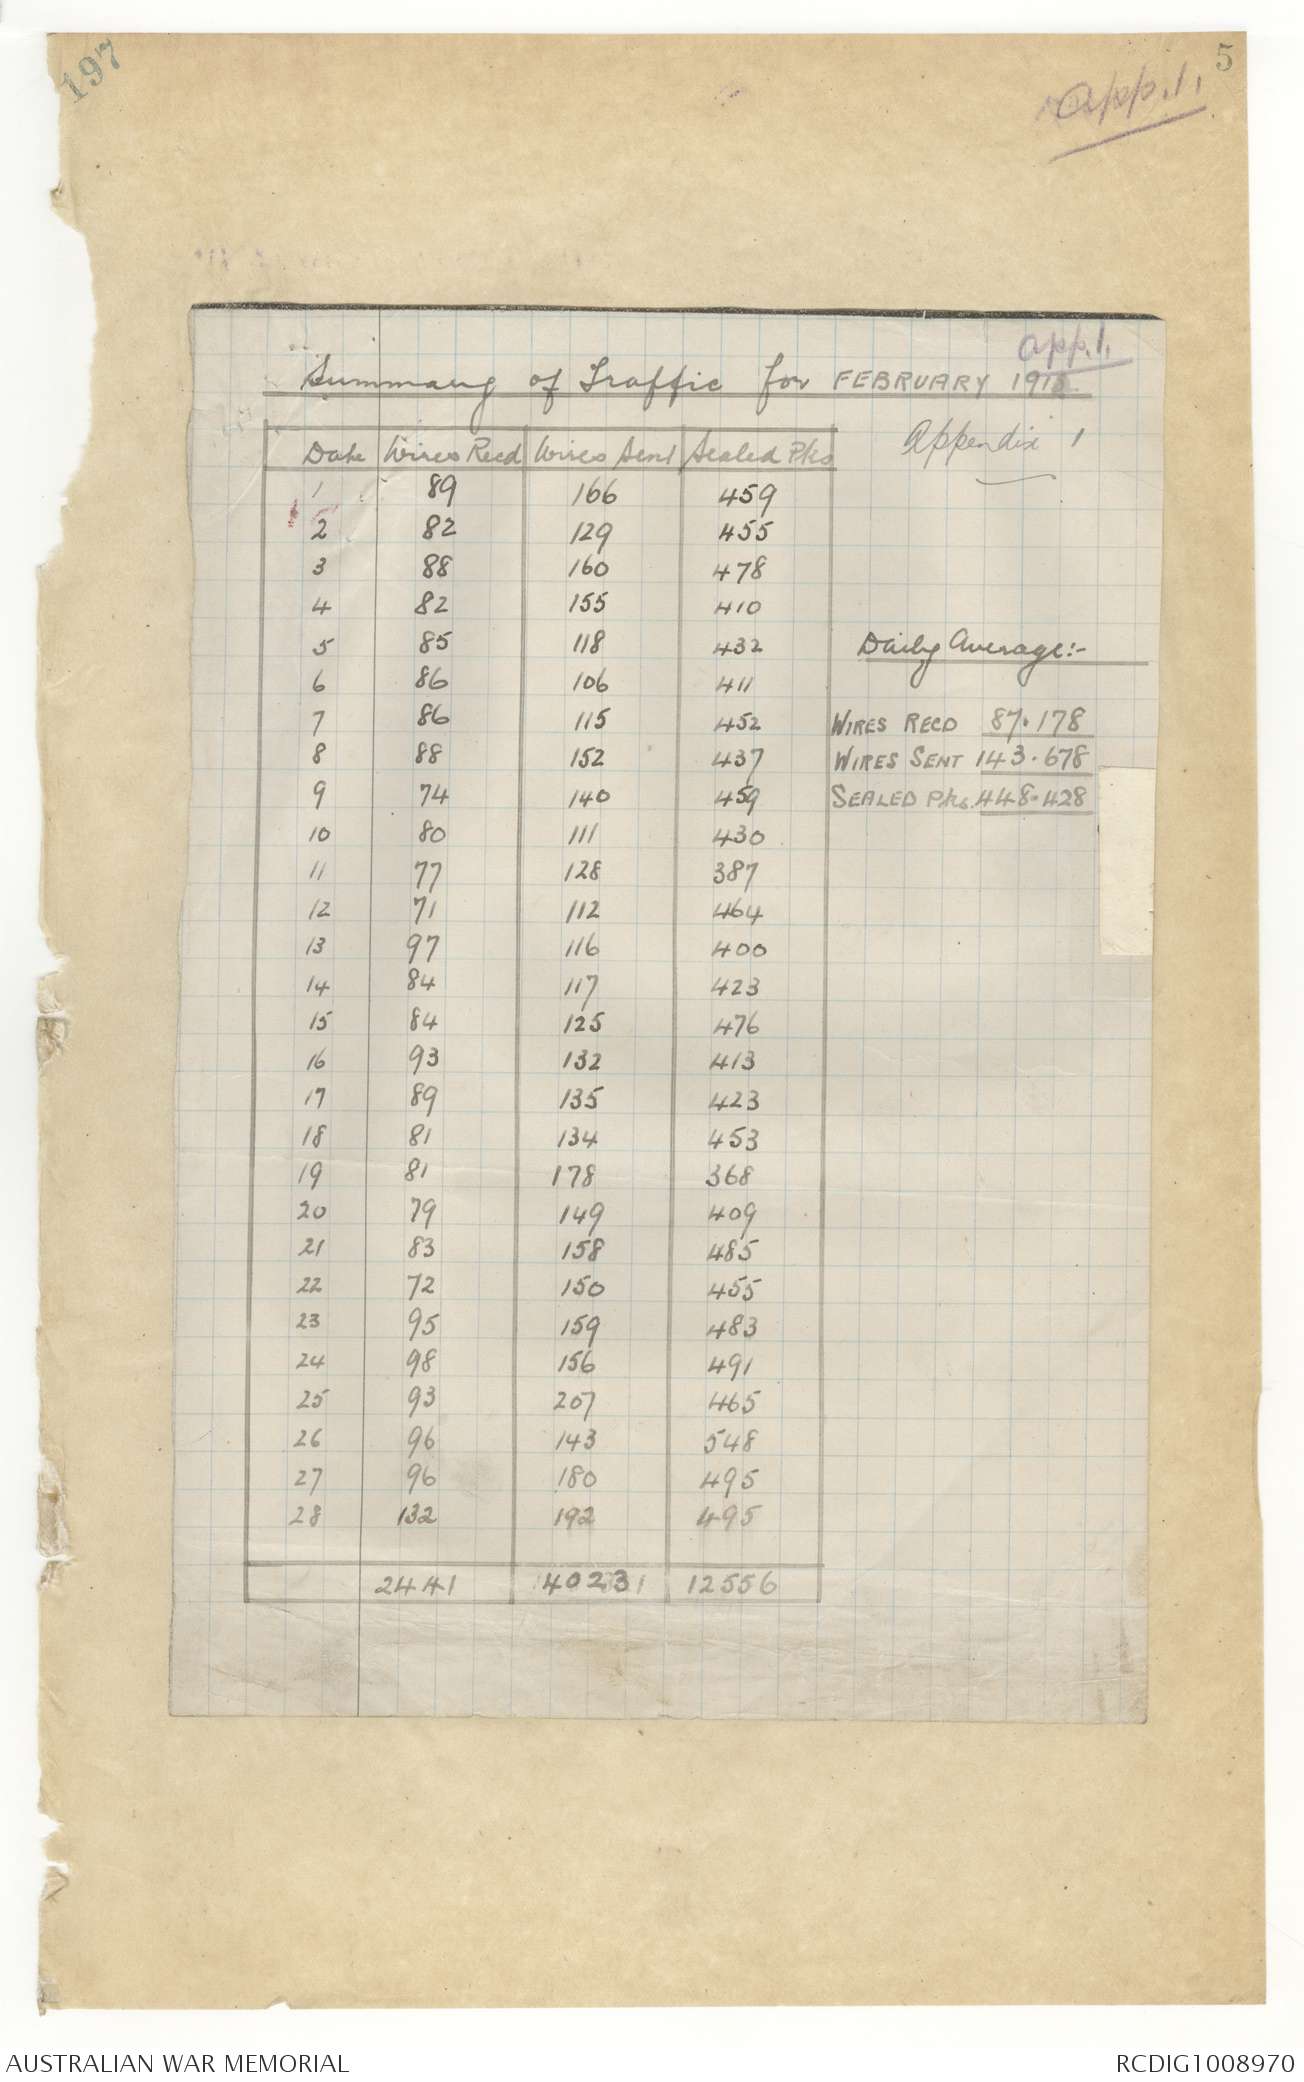 197
5
App.1.
App.1.
Summary of Traffic for FEBRUARY 1918
Appendix 1
Date Wires Recd Wires Sent Sealed Pks
1 89 166 459
2 82 129 455
3 88 160 478
4 82 155 410
5 85 118 432
Daily Average:-
6 86 106 411
7 86 115 452
WIRES RECD 87.178
8 88 152 437
WIRES SENT 143.678
9 74 140 459
SEALED Pks. 448.428
10 80 111 430
11 77 128 387
12 71 112 464
13 97 116 400
14 84 117 423
15 84 125 476
16 93 132 413
17 89 135 423
18 81 134 453
19 81 178 368
20 79 149 409
21 83 158 485
22 72 150 455
23 95 159 483
24 98 156 491
25 93 207 465
26 96 143 548
27 96 180 495
28 132 192 495
2441 40231 12556
AUSTRALIAN WAR MEMORIAL
RCDIG1008970